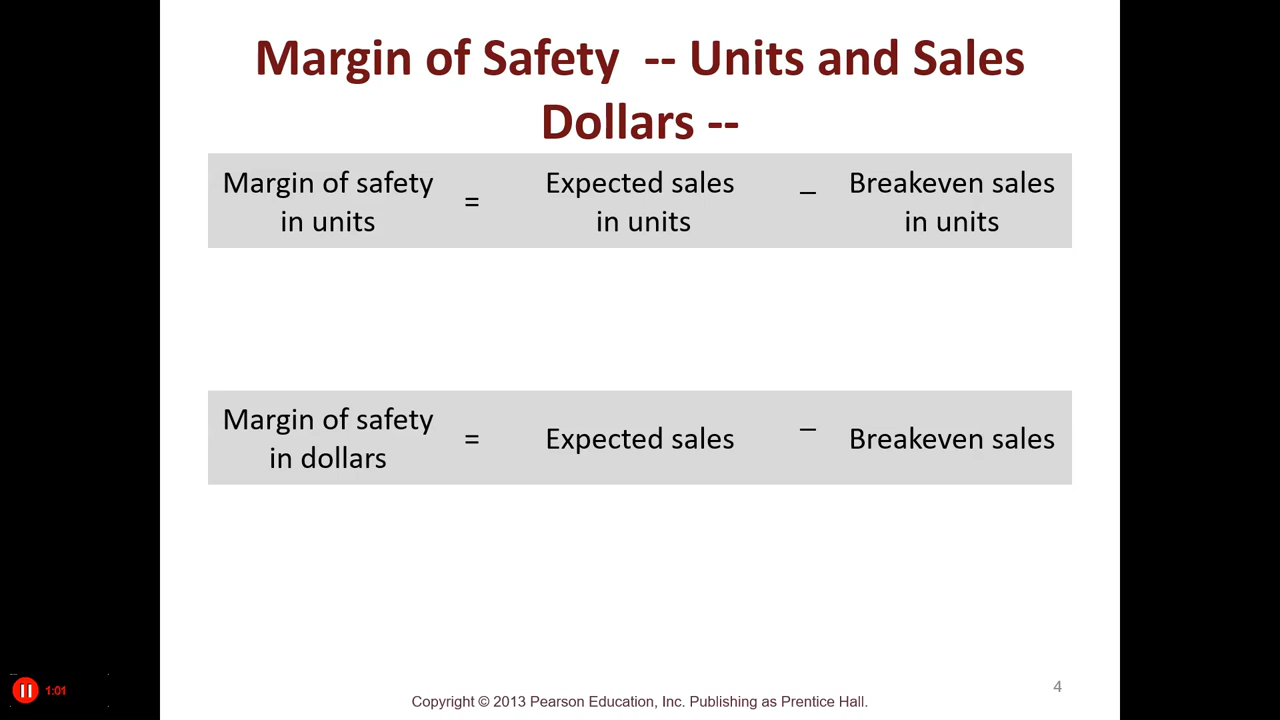 Margin of Safety -- Units and Sales
Dollars --
Margin of safety
in units
=
Expected sales
in units
–
Breakeven sales
in units
Margin of safety
in dollars
=
Expected sales
–
Breakeven sales
4
Copyright © 2013 Pearson Education, Inc. Publishing as Prentice Hall.
1:01